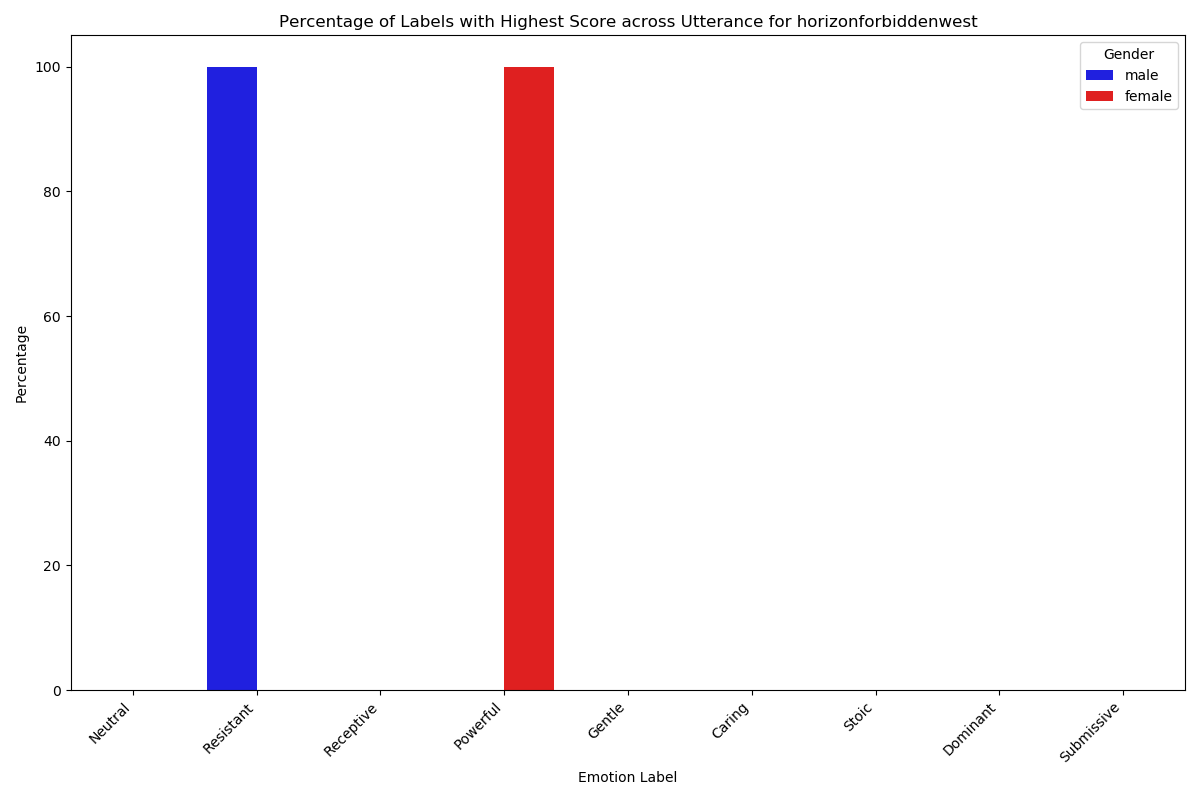 Percentage of Labels with Highest Score across Utterance for horizonforbiddenwest
Gender
male
female
100
80
60
40
20
0
Percentage
Neutral
Resistant
Receptive
Powerful
Gentle
Caring
Stoic
Dominant
Submissive
Emotion Label